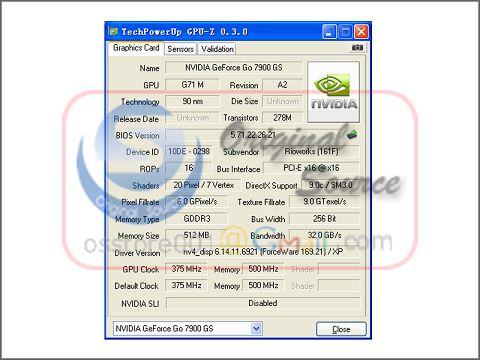 TechPowerUp GPU-Z 0.3.0
Graphics Card Sensors Validation
Name NVIDIA GeForce Go 7900 GS
GPU G71 M Revision A2
Technology 90 nm Die Size Unknown
Release Date Unknown Transistors 278M
NVIDIA
BIOS Version 5.71.22.26.21
Device ID 10DE - 0298 Subvendor Rioworks (161F)
ROPs 16 Bus Interface PCI-E x16 @ x16
Shaders 20 Pixel / 7 Vertex DirectX Support 9.0c / SM3.0
Pixel Fillrate 6.0 GPixel/s Texture Fillrate 9.0 GTexel/s
Memory Type GDDR3 Bus Width 256 Bit
Memory Size 512 MB Bandwidth 32.0 GB/s
Driver Version nv4_disp 6.14.11.6921 (ForceWare 169.21) / XP
GPU Clock 375 MHz Memory 500 MHz Shader
Default Clock 375 MHz Memory 500 MHz Shader
NVIDIA SLI Disabled
NVIDIA GeForce Go 7900 GS Close
Original
Source
osstore001@Gmail.com